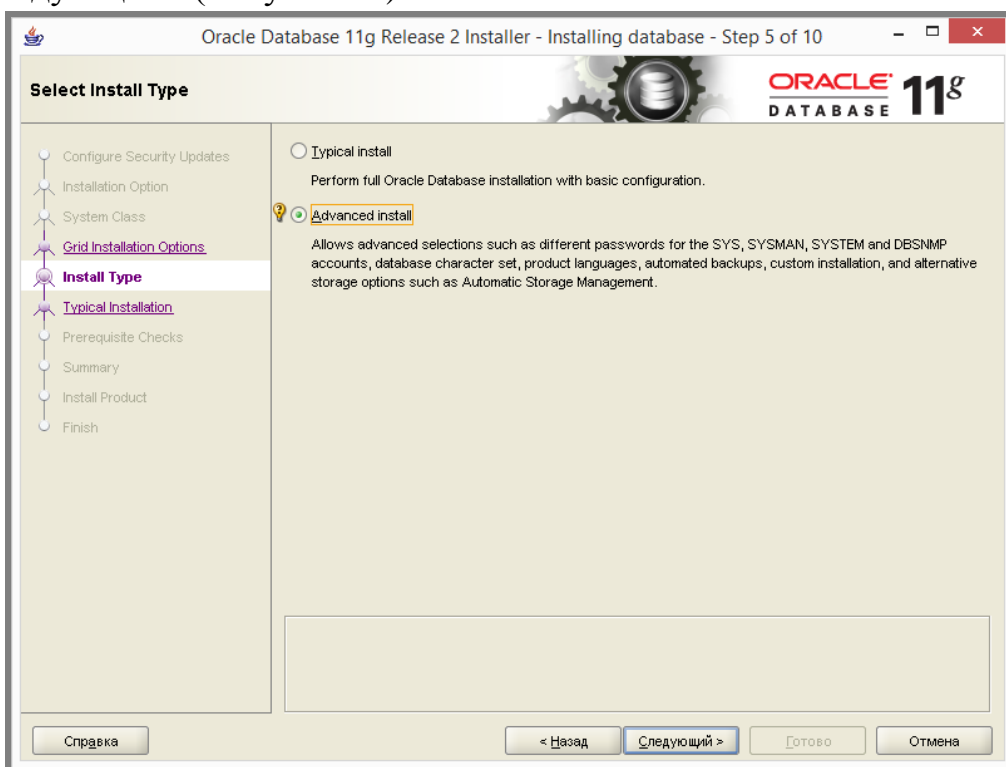 Oracle Database 11g Release 2 Installer - Installing database - Step 5 of 10
Select Install Type
ORACLE 11g
DATABASE
Configure Security Updates
Installation Option
System Class
Grid Installation Options
Install Type
Typical Installation
Prerequisite Checks
Summary
Install Product
Finish
Typical install
Perform full Oracle Database installation with basic configuration.
Advanced install
Allows advanced selections such as different passwords for the SYS, SYSMAN, SYSTEM and DBSNMP
accounts, database character set, product languages, automated backups, custom installation, and alternative
storage options such as Automatic Storage Management.
Справка
< Назад
Следующий >
Готово
Отмена